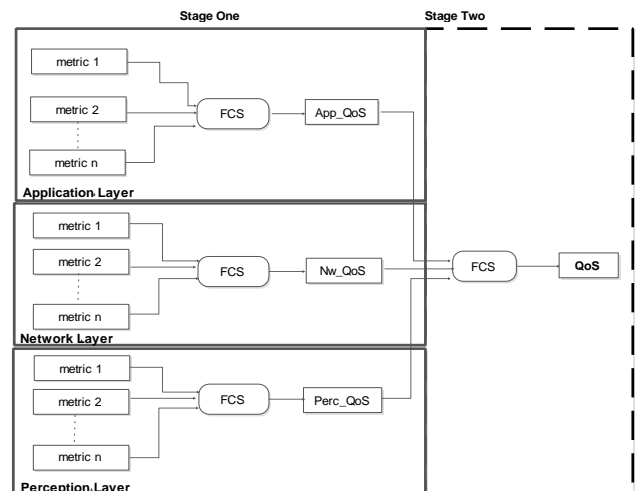 Stage One
Stage Two
metric 1
metric 2
metric n
FCS
App_QoS
Application Layer
metric 1
metric 2
metric n
FCS
Nw_QoS
Network Layer
metric 1
metric 2
metric n
FCS
Perc_QoS
Perception Layer
FCS
QoS